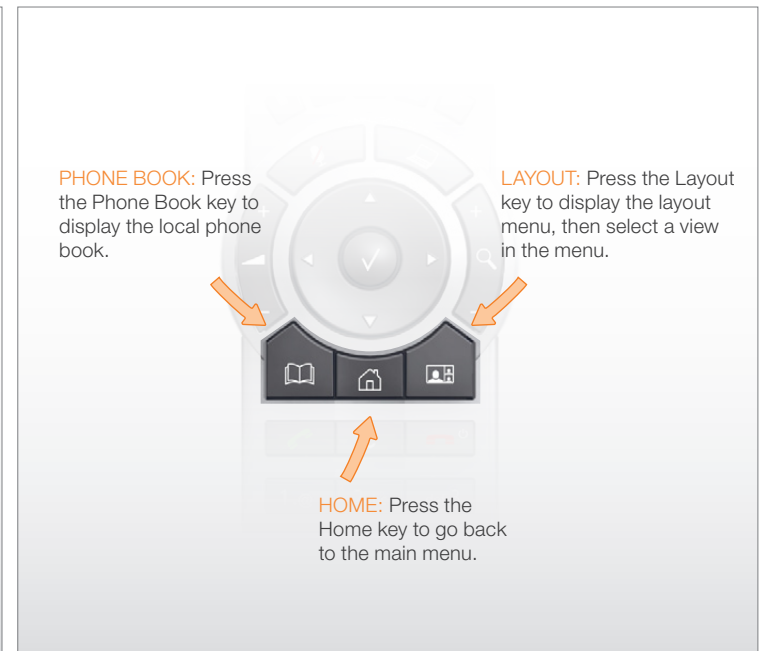 PHONE BOOK: Press
the Phone Book key to
display the local phone
book.
LAYOUT: Press the Layout
key to display the layout
menu, then select a view
in the menu.
HOME: Press the
Home key to go back
to the main menu.